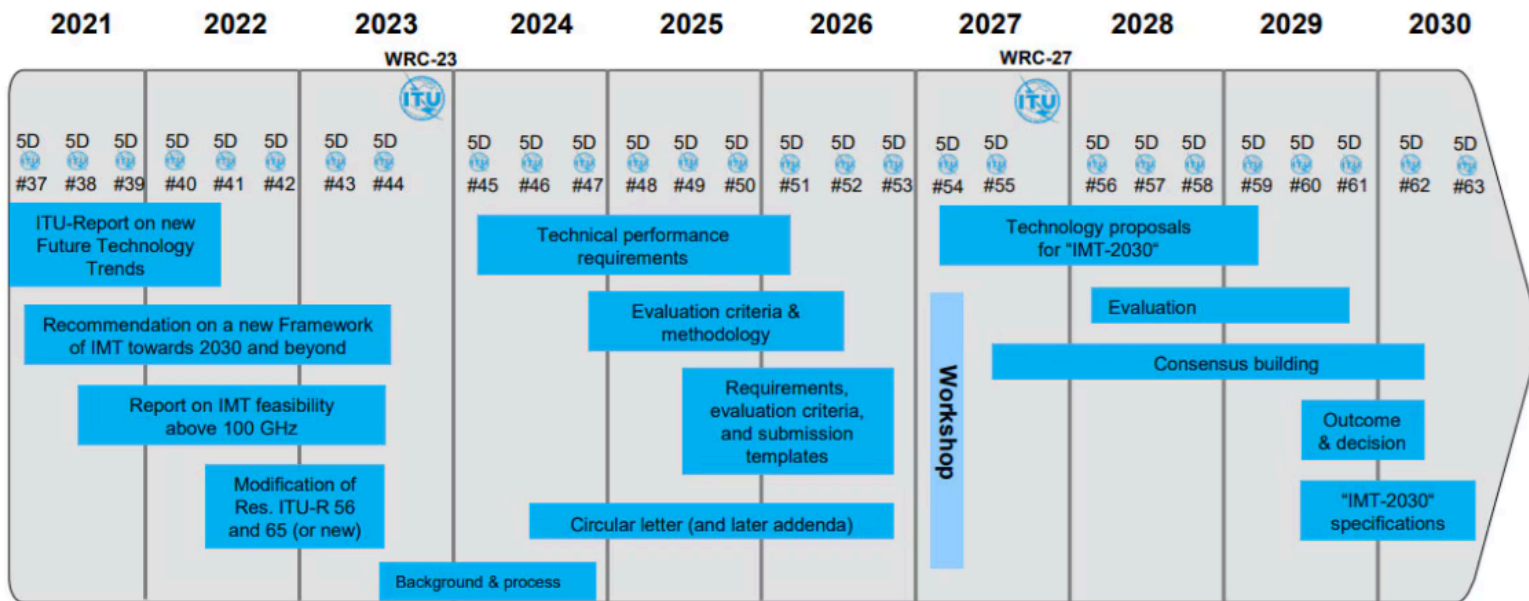 2021 2022 2023 2024 2025 2026 2027 2028 2029 2030
WRC-23 WRC-27
ITU ITU
5D 5D 5D 5D 5D 5D 5D 5D 5D 5D 5D 5D 5D 5D 5D 5D 5D 5D 5D 5D 5D 5D 5D 5D 5D 5D 5D
#37 #38 #39 #40 #41 #42 #43 #44 #45 #46 #47 #48 #49 #50 #51 #52 #53 #54 #55 #56 #57 #58 #59 #60 #61 #62 #63
ITU-Report on new
Future Technology
Trends
Recommendation on a new Framework
of IMT towards 2030 and beyond
Report on IMT feasibility
above 100 GHz
Modification of
Res. ITU-R 56
and 65 (or new)
Background & process
Technical performance
requirements
Evaluation criteria &
methodology
Requirements,
evaluation criteria,
and submission
templates
Circular letter (and later addenda)
Workshop
Technology proposals
for "IMT-2030“
Evaluation
Consensus building
Outcome
& decision
"IMT-2030“
specifications